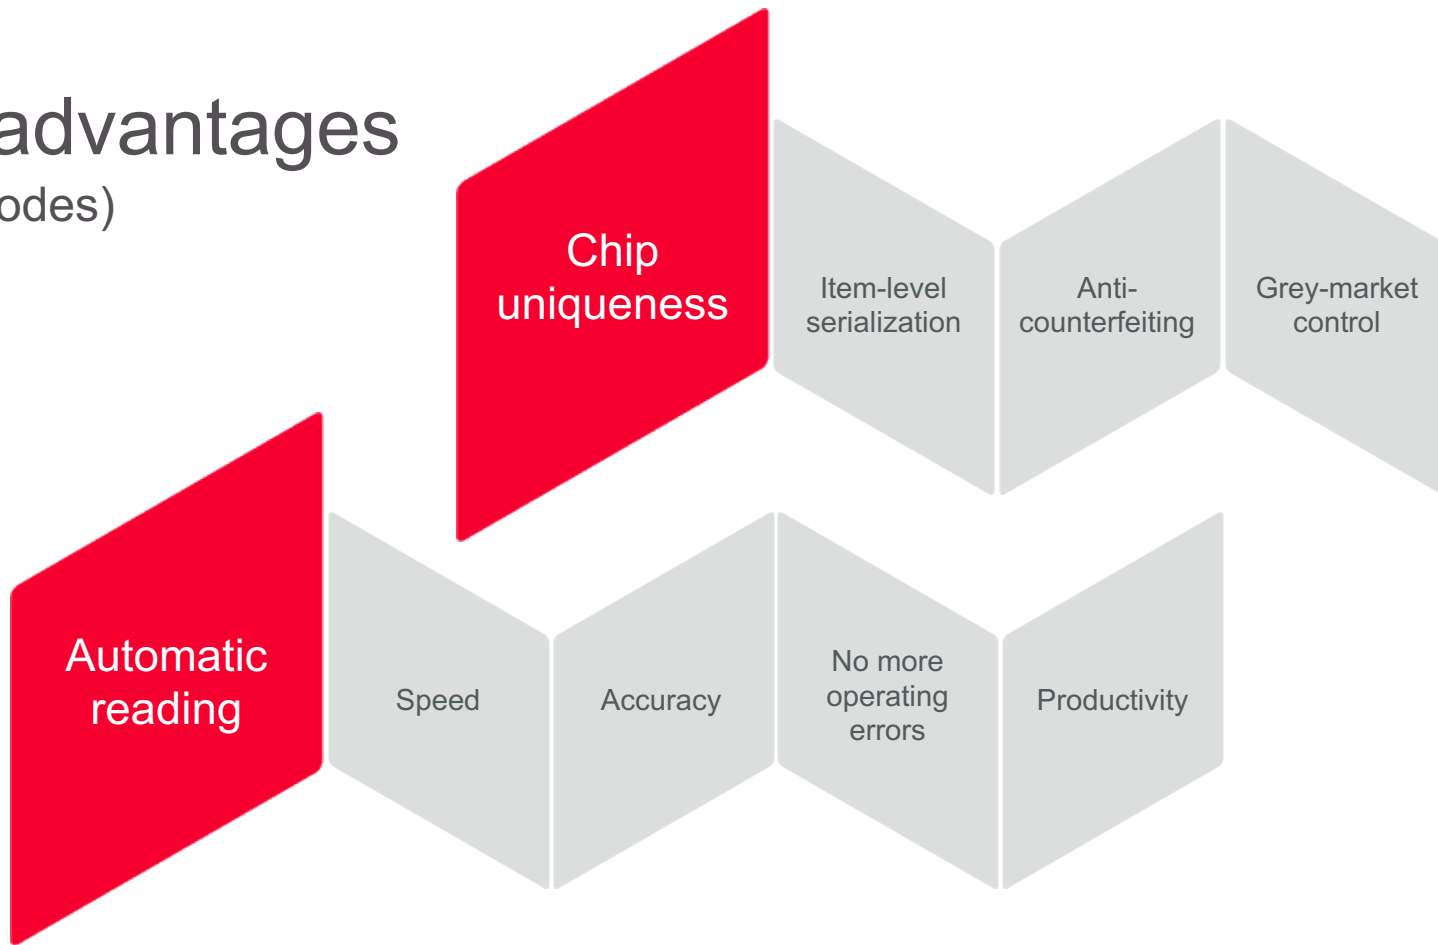 advantages
odes)
Chip
uniqueness
Item-level
serialization
Anti-
counterfeiting
Grey-market
control
Automatic
reading
Speed
Accuracy
No more
operating
errors
Productivity